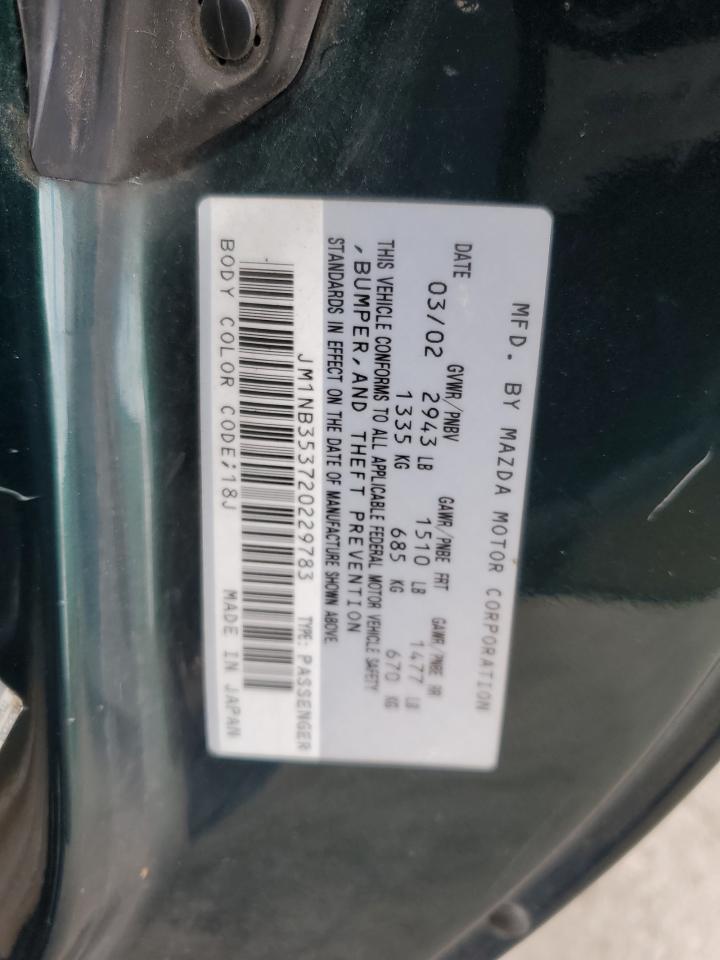 MFD. BY MAZDA MOTOR CORPORATION
DATE GVWR/PNBV GAWR/PNBE FRT GAWR/PNBE RR
03/02 2943 LB 1510 LB 1477 LB
1335 KG 685 KG 670 KG
THIS VEHICLE CONFORMS TO ALL APPLICABLE FEDERAL MOTOR VEHICLE SAFETY
,BUMPER,AND THEFT PREVENTION
STANDARDS IN EFFECT ON THE DATE OF MANUFACTURE SHOWN ABOVE
JM1NB353720229783 TYPE: PASSENGER
BODY COLOR CODE;18J MADE IN JAPAN